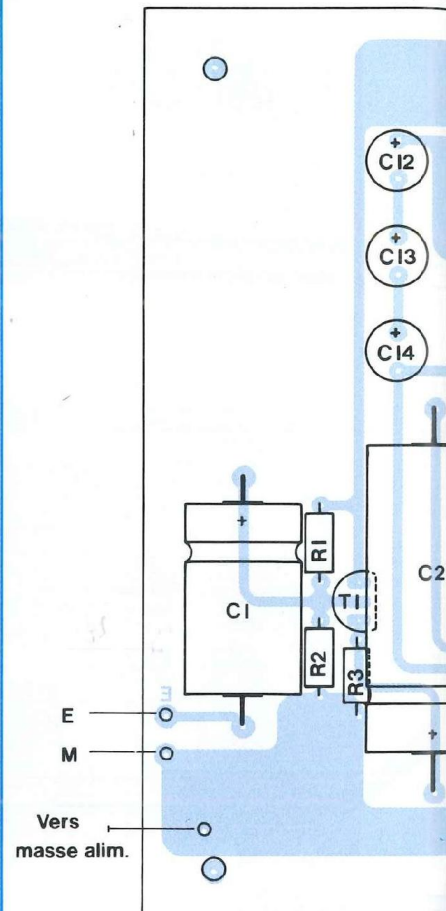 +
C12
+
C13
+
C14
+
R1
C1
T1
C2
R2
R3
E
E
M
+
Vers
masse alim.